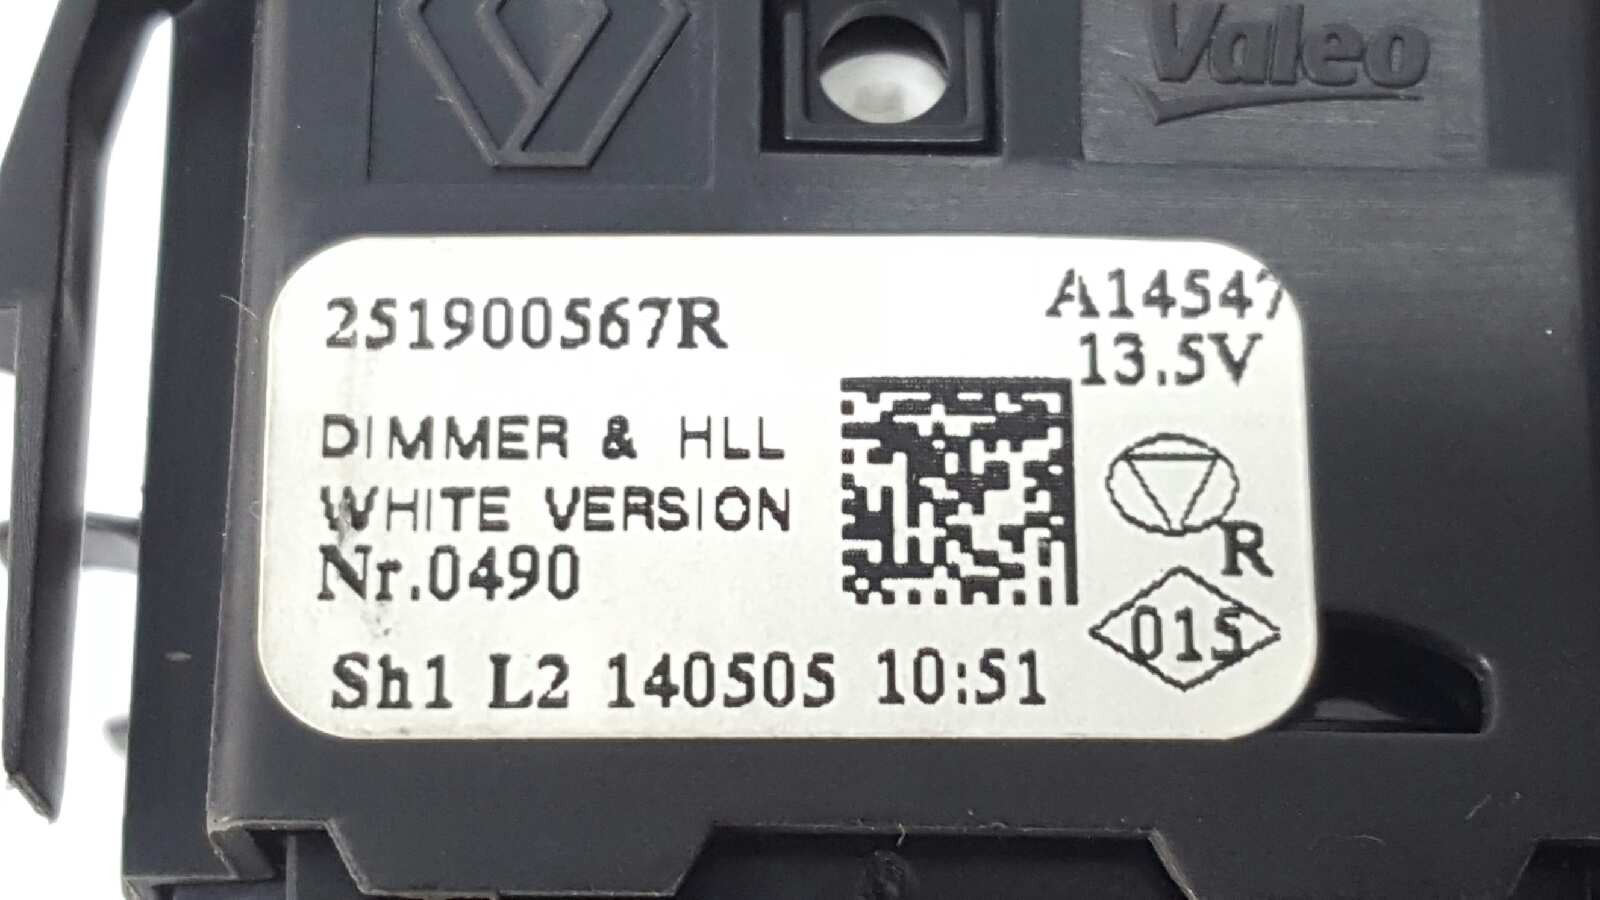 Valeo
251900567R
A14547
13.5V
DIMMER & HLL
WHITE VERSION
Nr.0490
R
015
Sh1 L2 140505 10:51